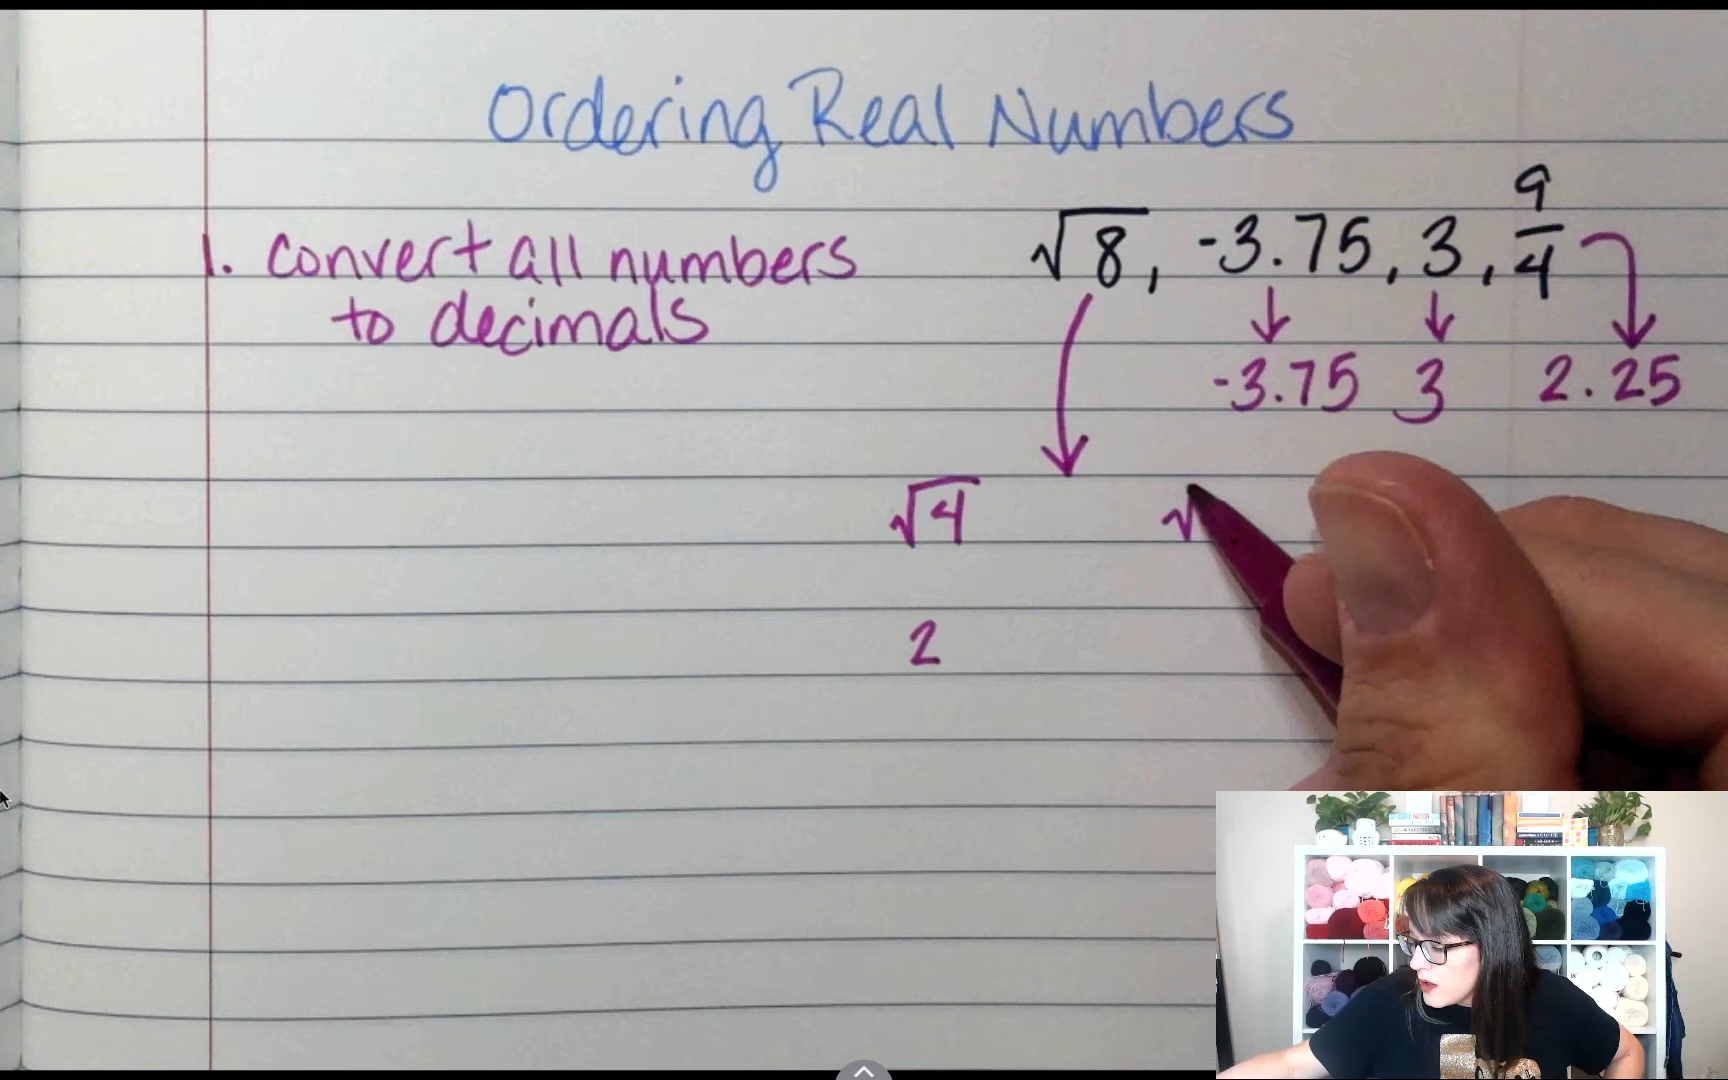 Ordering Real Numbers
1. convert all numbers
to decimals
√8, -3.75, 3, 9/4
-3.75 3 2.25
√4 √
2